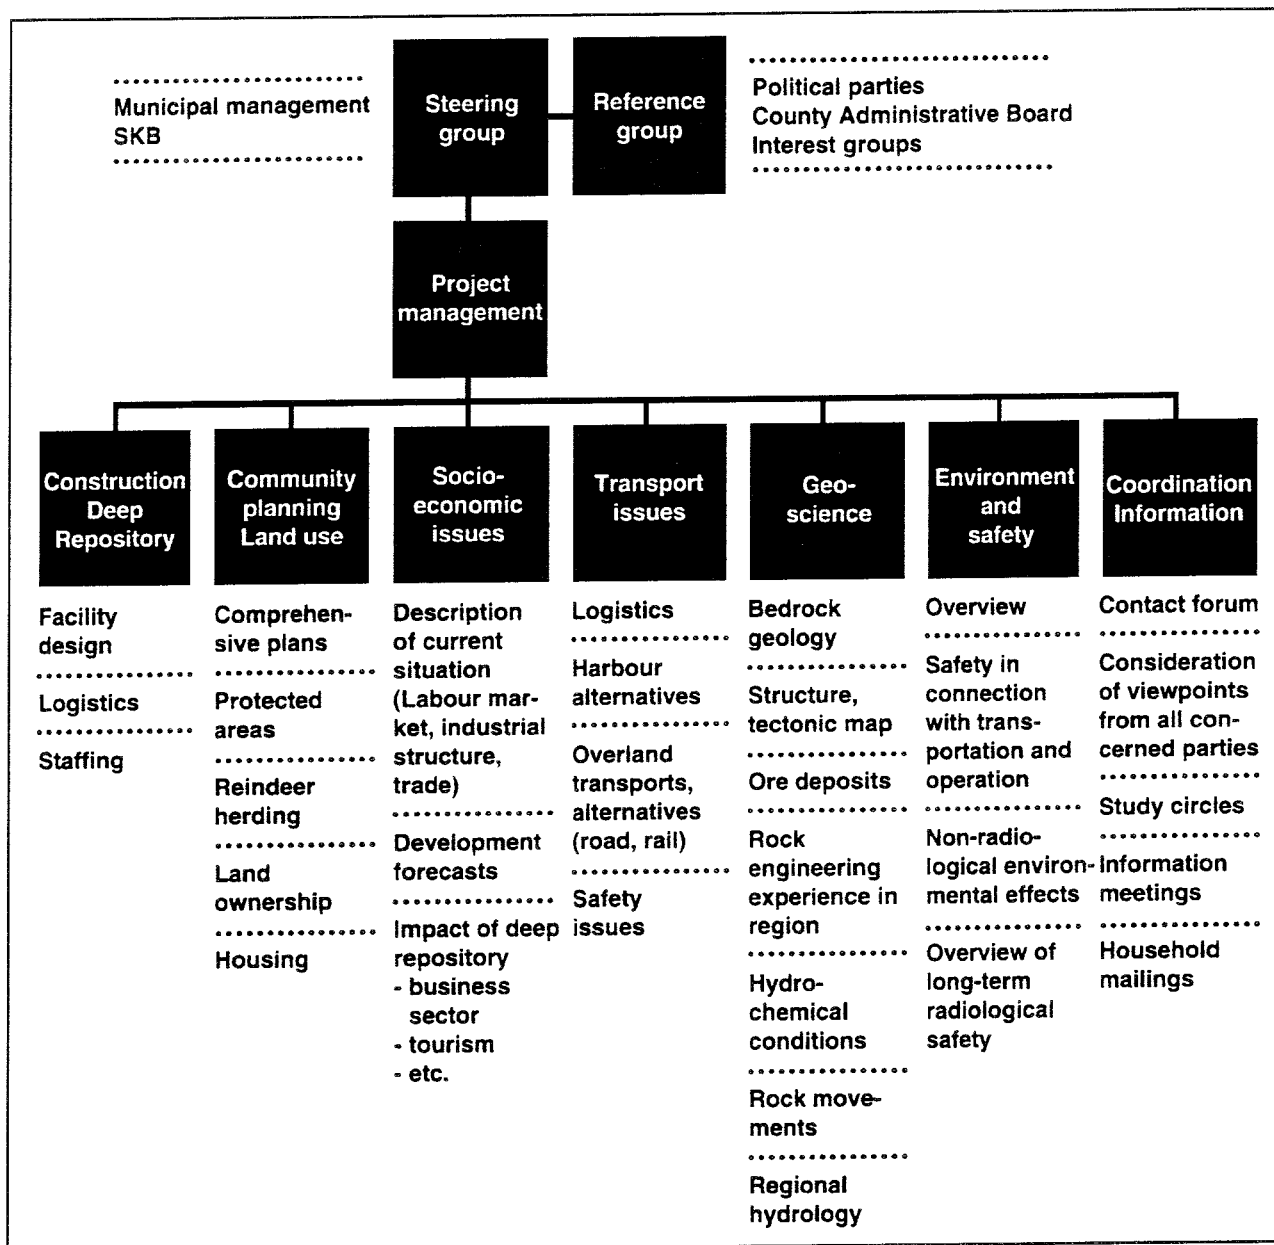 Municipal management
SKB
Steering
group
Reference
group
Political parties
County Administrative Board
Interest groups
Project
management
Construction
Deep
Repository
Facility
design
Logistics
Staffing
Community
planning
Land use
Comprehen-
sive plans
Protected
areas
Reindeer
herding
Land
ownership
Housing
Socio-
economic
issues
Description
of current
situation
(Labour mar-
ket, industrial
structure,
trade)
Development
forecasts
Impact of deep
repository
- business
sector
- tourism
- etc.
Transport
issues
Logistics
Harbour
alternatives
Overland
transports,
alternatives
(road, rail)
Safety
issues
Geo-
science
Bedrock
geology
Structure,
tectonic map
Ore deposits
Rock
engineering
experience in
region
Hydro-
chemical
conditions
Rock move-
ments
Regional
hydrology
Environment
and
safety
Overview
Safety in
connection
with trans-
portation and
operation
Non-radio-
logical environ-
mental effects
Overview of
long-term
radiological
safety
Coordination
Information
Contact forum
Consideration
of viewpoints
from all con-
cerned parties
Study circles
Information
meetings
Household
mailings